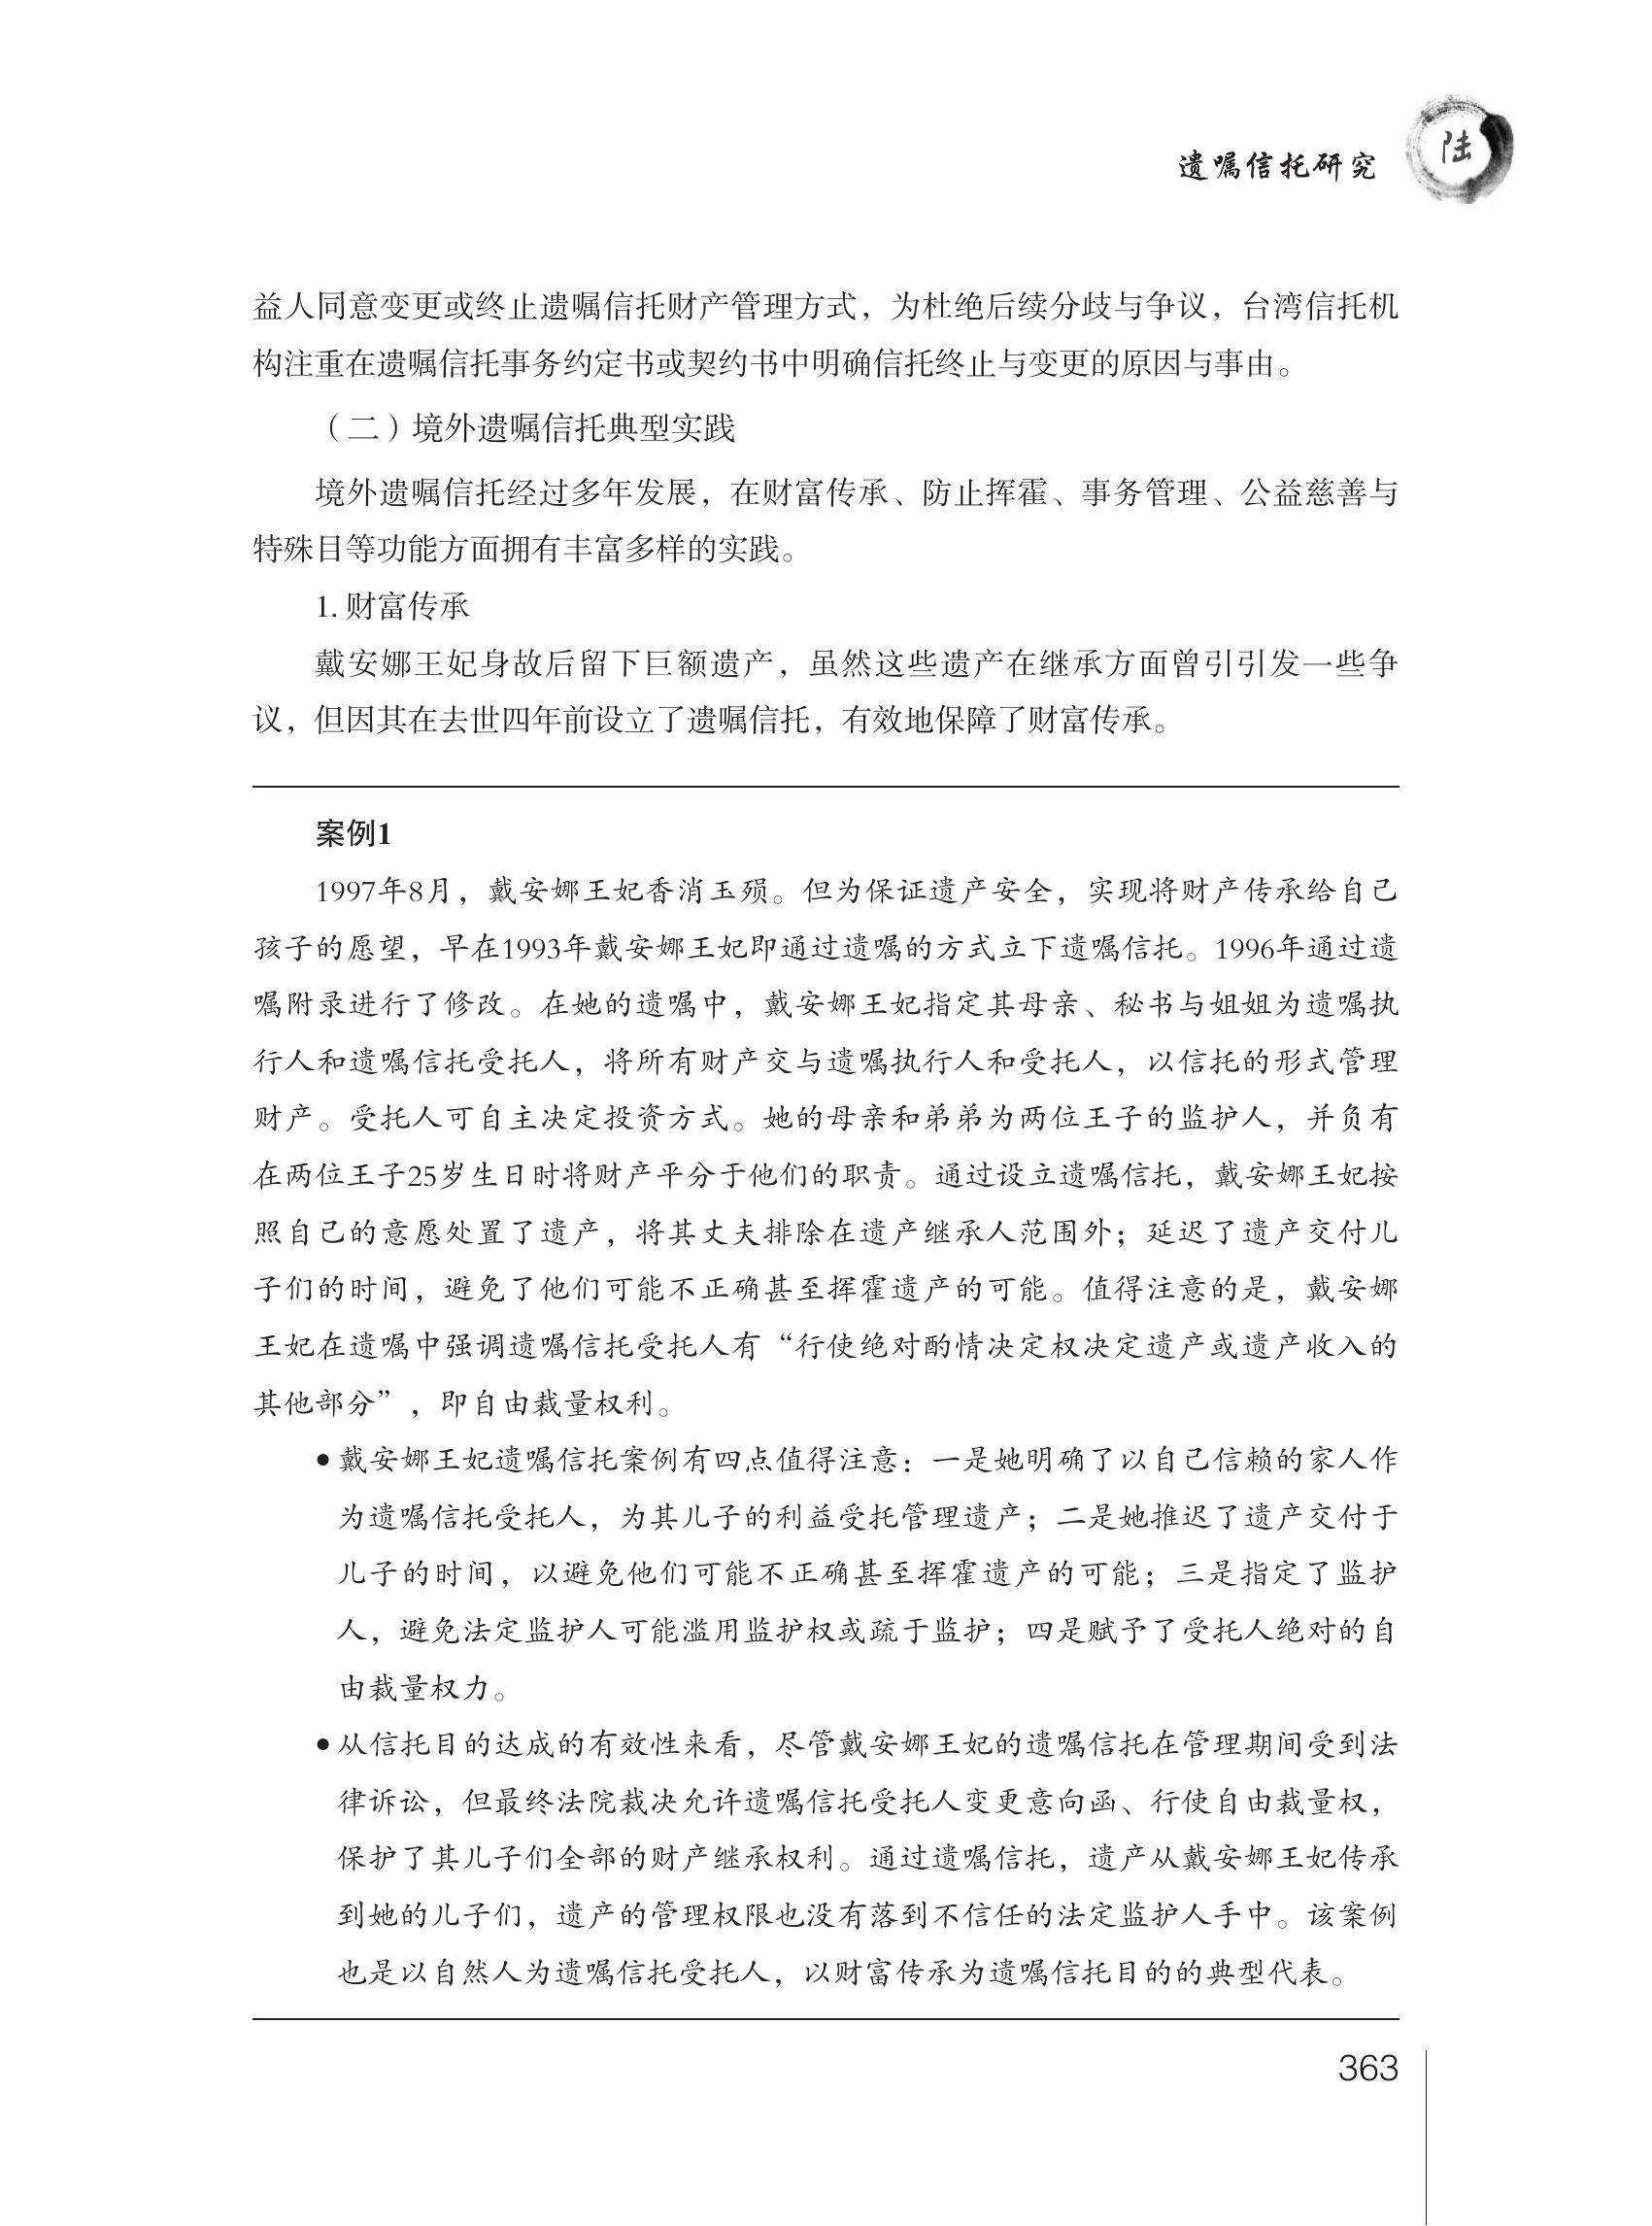 遗嘱信托研究
陆
益人同意变更或终止遗嘱信托财产管理方式，为杜绝后续分歧与争议，台湾信托机
构注重在遗嘱信托事务约定书或契约书中明确信托终止与变更的原因与事由。
（二）境外遗嘱信托典型实践
境外遗嘱信托经过多年发展，在财富传承、防止挥霍、事务管理、公益慈善与
特殊目等功能方面拥有丰富多样的实践。
1. 财富传承
戴安娜王妃身故后留下巨额遗产，虽然这些遗产在继承方面曾引引发一些争
议，但因其在去世四年前设立了遗嘱信托，有效地保障了财富传承。
案例1
1997年8月，戴安娜王妃香消玉殒。但为保证遗产安全，实现将财产传承给自己
孩子的愿望，早在1993年戴安娜王妃即通过遗嘱的方式立下遗嘱信托。1996年通过遗
嘱附录进行了修改。在她的遗嘱中，戴安娜王妃指定其母亲、秘书与姐姐为遗嘱执
行人和遗嘱信托受托人，将所有财产交与遗嘱执行人和受托人，以信托的形式管理
财产。受托人可自主决定投资方式。她的母亲和弟弟为两位王子的监护人，并负有
在两位王子25岁生日时将财产平分于他们的职责。通过设立遗嘱信托，戴安娜王妃按
照自己的意愿处置了遗产，将其丈夫排除在遗产继承人范围外；延迟了遗产交付儿
子们的时间，避免了他们可能不正确甚至挥霍遗产的可能。值得注意的是，戴安娜
王妃在遗嘱中强调遗嘱信托受托人有“行使绝对酌情决定权决定遗产或遗产收入的
其他部分”，即自由裁量权利。
•戴安娜王妃遗嘱信托案例有四点值得注意：一是她明确了以自己信赖的家人作
为遗嘱信托受托人，为其儿子的利益受托管理遗产；二是她推迟了遗产交付于
儿子的时间，以避免他们可能不正确甚至挥霍遗产的可能；三是指定了监护
人，避免法定监护人可能滥用监护权或疏于监护；四是赋予了受托人绝对的自
由裁量权力。
•从信托目的达成的有效性来看，尽管戴安娜王妃的遗嘱信托在管理期间受到法
律诉讼，但最终法院裁决允许遗嘱信托受托人变更意向函、行使自由裁量权，
保护了其儿子们全部的财产继承权利。通过遗嘱信托，遗产从戴安娜王妃传承
到她的儿子们，遗产的管理权限也没有落到不信任的法定监护人手中。该案例
也是以自然人为遗嘱信托受托人，以财富传承为遗嘱信托目的的典型代表。
363